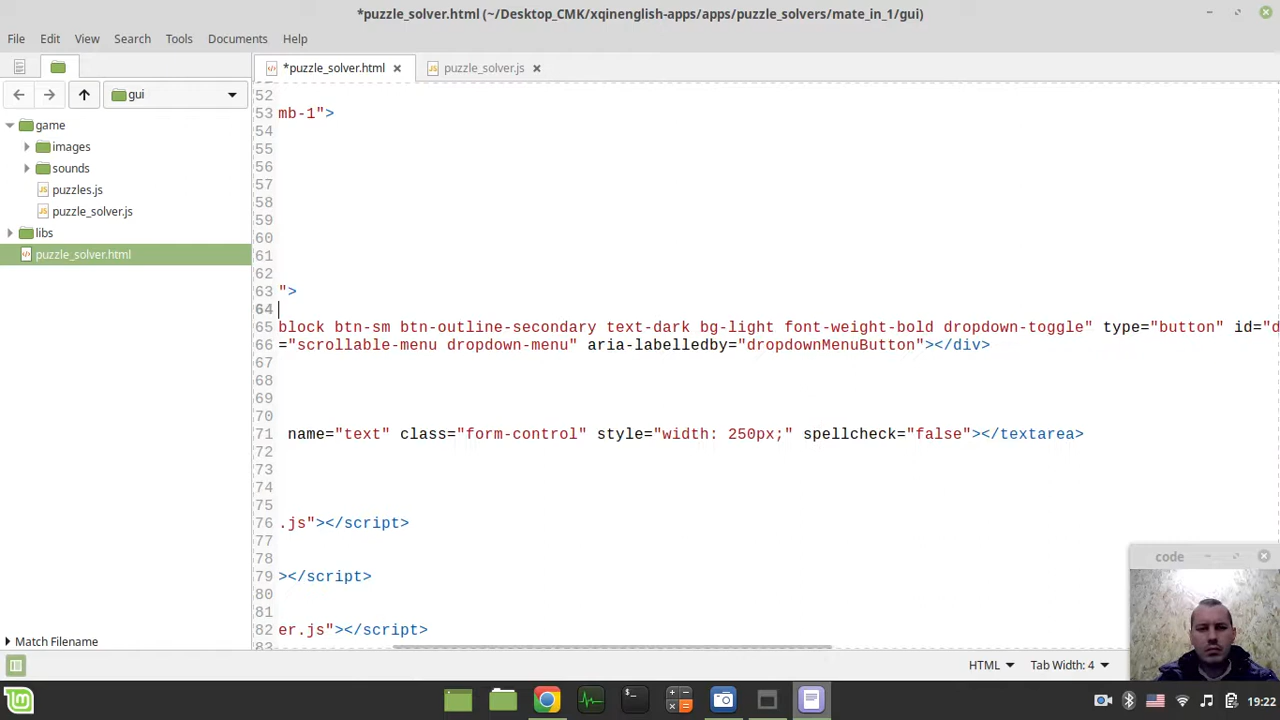 *puzzle_solver.html (~/Desktop_CMK/xqinenglish-apps/apps/puzzle_solvers/mate_in_1/gui)
File Edit View Search Tools Documents Help
*puzzle_solver.html puzzle_solver.js
gui
game
images
sounds
puzzles.js
puzzle_solver.js
libs
puzzle_solver.html
Match Filename
52
53 mb-1">
54
55
56
57
58
59
60
61
62
63 ">
64
65 block btn-sm btn-outline-secondary text-dark bg-light font-weight-bold dropdown-toggle" type="button" id="d
66 ="scrollable-menu dropdown-menu" aria-labelledby="dropdownMenuButton"></div>
67
68
69
70
71 name="text" class="form-control" style="width: 250px;" spellcheck="false"></textarea>
72
73
74
75
76 .js"></script>
77
78
79 ></script>
80
81
82 er.js"></script>
83
code
HTML Tab Width: 4
19:22